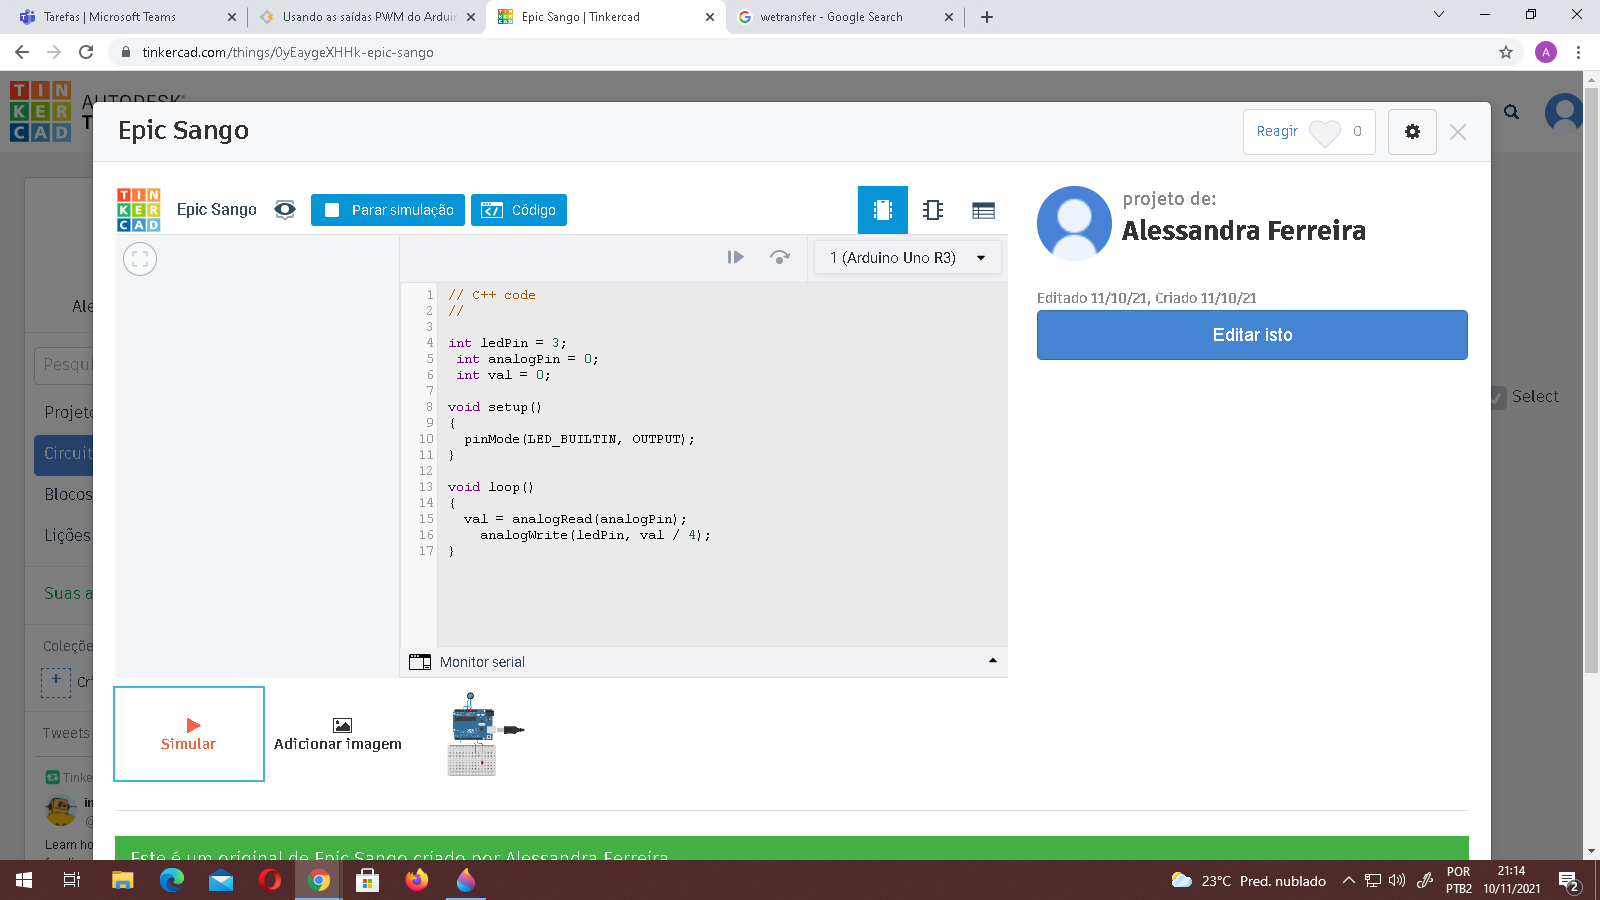 Tarefas | Microsoft Teams
Usando as saídas PWM do Arduin
Epic Sango | Tinkercad
wetransfer - Google Search
tinkercad.com/things/0yEaygeXHHk-epic-sango
A
TIN
KER
CAD
AUTODESK
T
Epic Sango
Reagir
0
TIN
KER
CAD
Epic Sango
Parar simulação
Código
projeto de:
Alessandra Ferreira
1 (Arduino Uno R3)
Editado 11/10/21, Criado 11/10/21
Editar isto
Ale
Pesqui
Projeto
Circuit
Blocos
Lições
Suas a
Coleçõe
+ Cri
Tweets
Tinke
in
@
Learn ho
Select
1 // C++ code
2 //
3
4 int ledPin = 3;
5 int analogPin = 0;
6 int val = 0;
7
8 void setup()
9 {
10 pinMode(LED_BUILTIN, OUTPUT);
11 }
12
13 void loop()
14 {
15 val = analogRead(analogPin);
16 analogWrite(ledPin, val / 4);
17 }
Monitor serial
Simular
Adicionar imagem
Este é um original de Epic Sango criado por Alessandra Ferreira
23°C Pred. nublado
POR
PTB2
21:14
10/11/2021
2